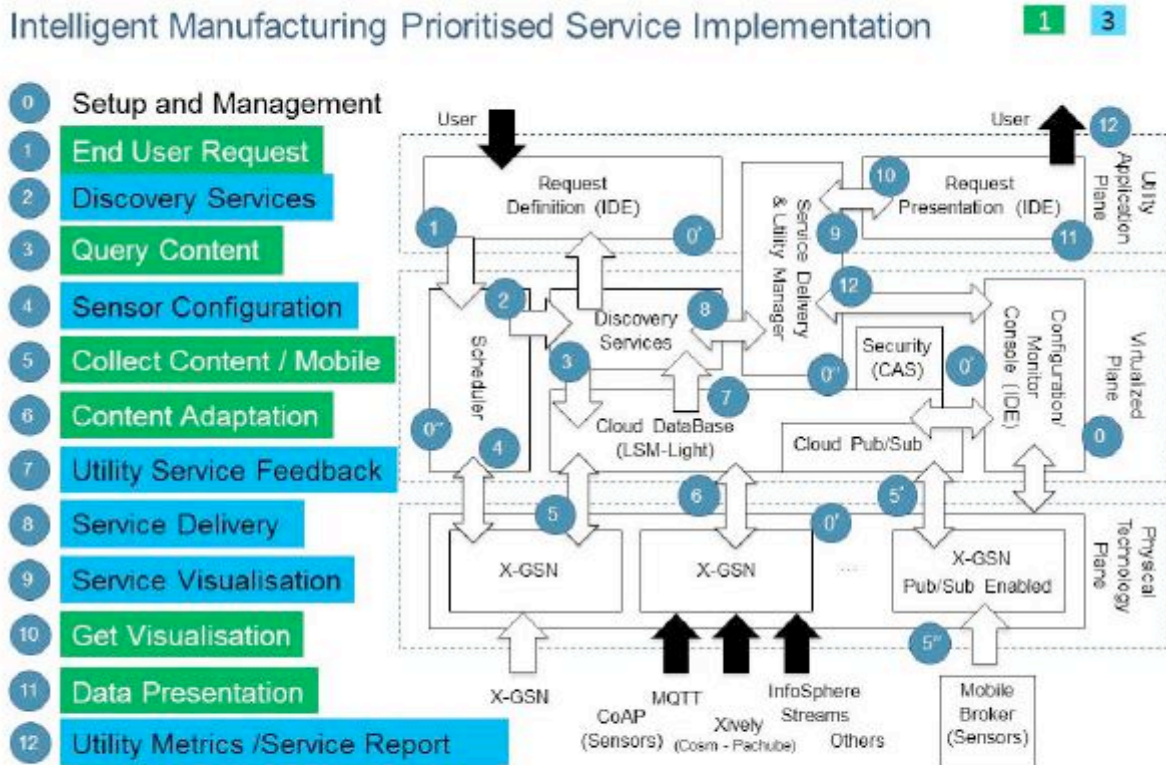 Intelligent Manufacturing Prioritised Service Implementation
1 3
0 Setup and Management
1 End User Request
2 Discovery Services
3 Query Content
4 Sensor Configuration
5 Collect Content / Mobile
6 Content Adaptation
7 Utility Service Feedback
8 Service Delivery
9 Service Visualisation
10 Get Visualisation
11 Data Presentation
12 Utility Metrics /Service Report
User
User
12
Utility
Application
Plane
Request
Definition (IDE)
1
0'
Service Delivery
& Utility Manager
10
Request
Presentation (IDE)
9
11
2
Scheduler
0''
4
Discovery
Services
8
3
7
12
0''
Security
(CAS)
0'
Configuration/
Monitor
Console (IDE)
Virtualized
Plane
0
Cloud DataBase
(LSM-Light)
Cloud Pub/Sub
5
6
5'
0'
X-GSN
X-GSN
...
X-GSN
Pub/Sub Enabled
Physical
Technology
Plane
5''
X-GSN
MQTT
CoAP
(Sensors)
Xively
(Cosm - Pachube)
InfoSphere
Streams
Others
Mobile
Broker
(Sensors)